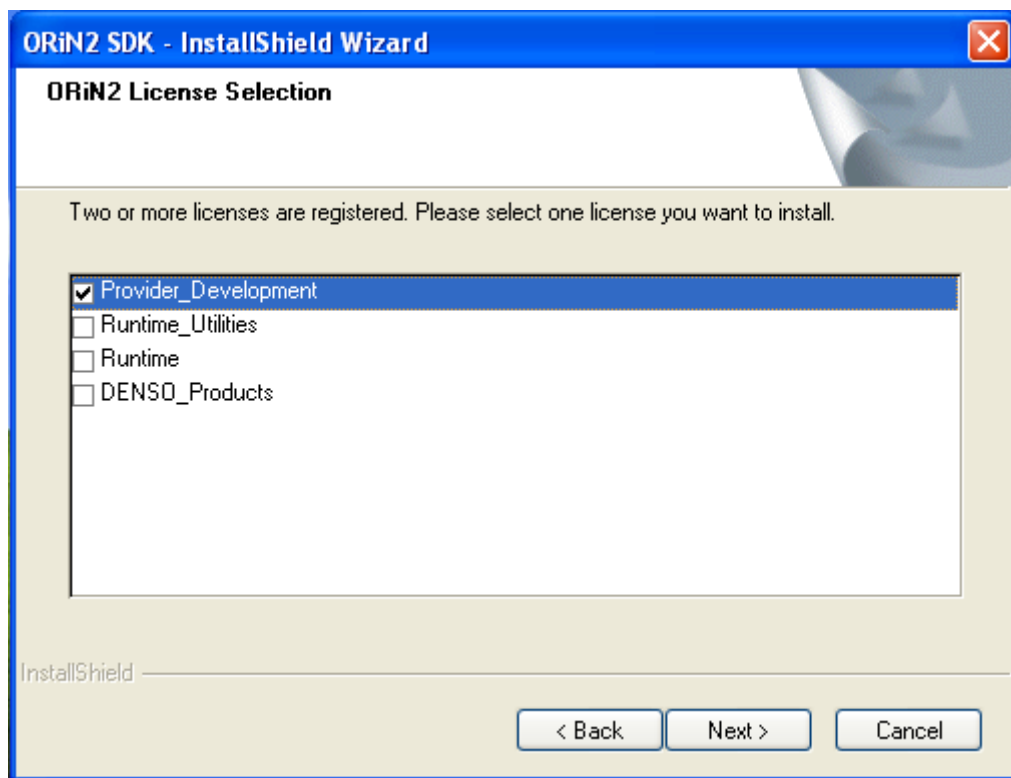 ORiN2 SDK - InstallShield Wizard
ORiN2 License Selection
Two or more licenses are registered. Please select one license you want to install.
Provider_Development
Runtime_Utilities
Runtime
DENSO_Products
InstallShield
< Back
Next >
Cancel